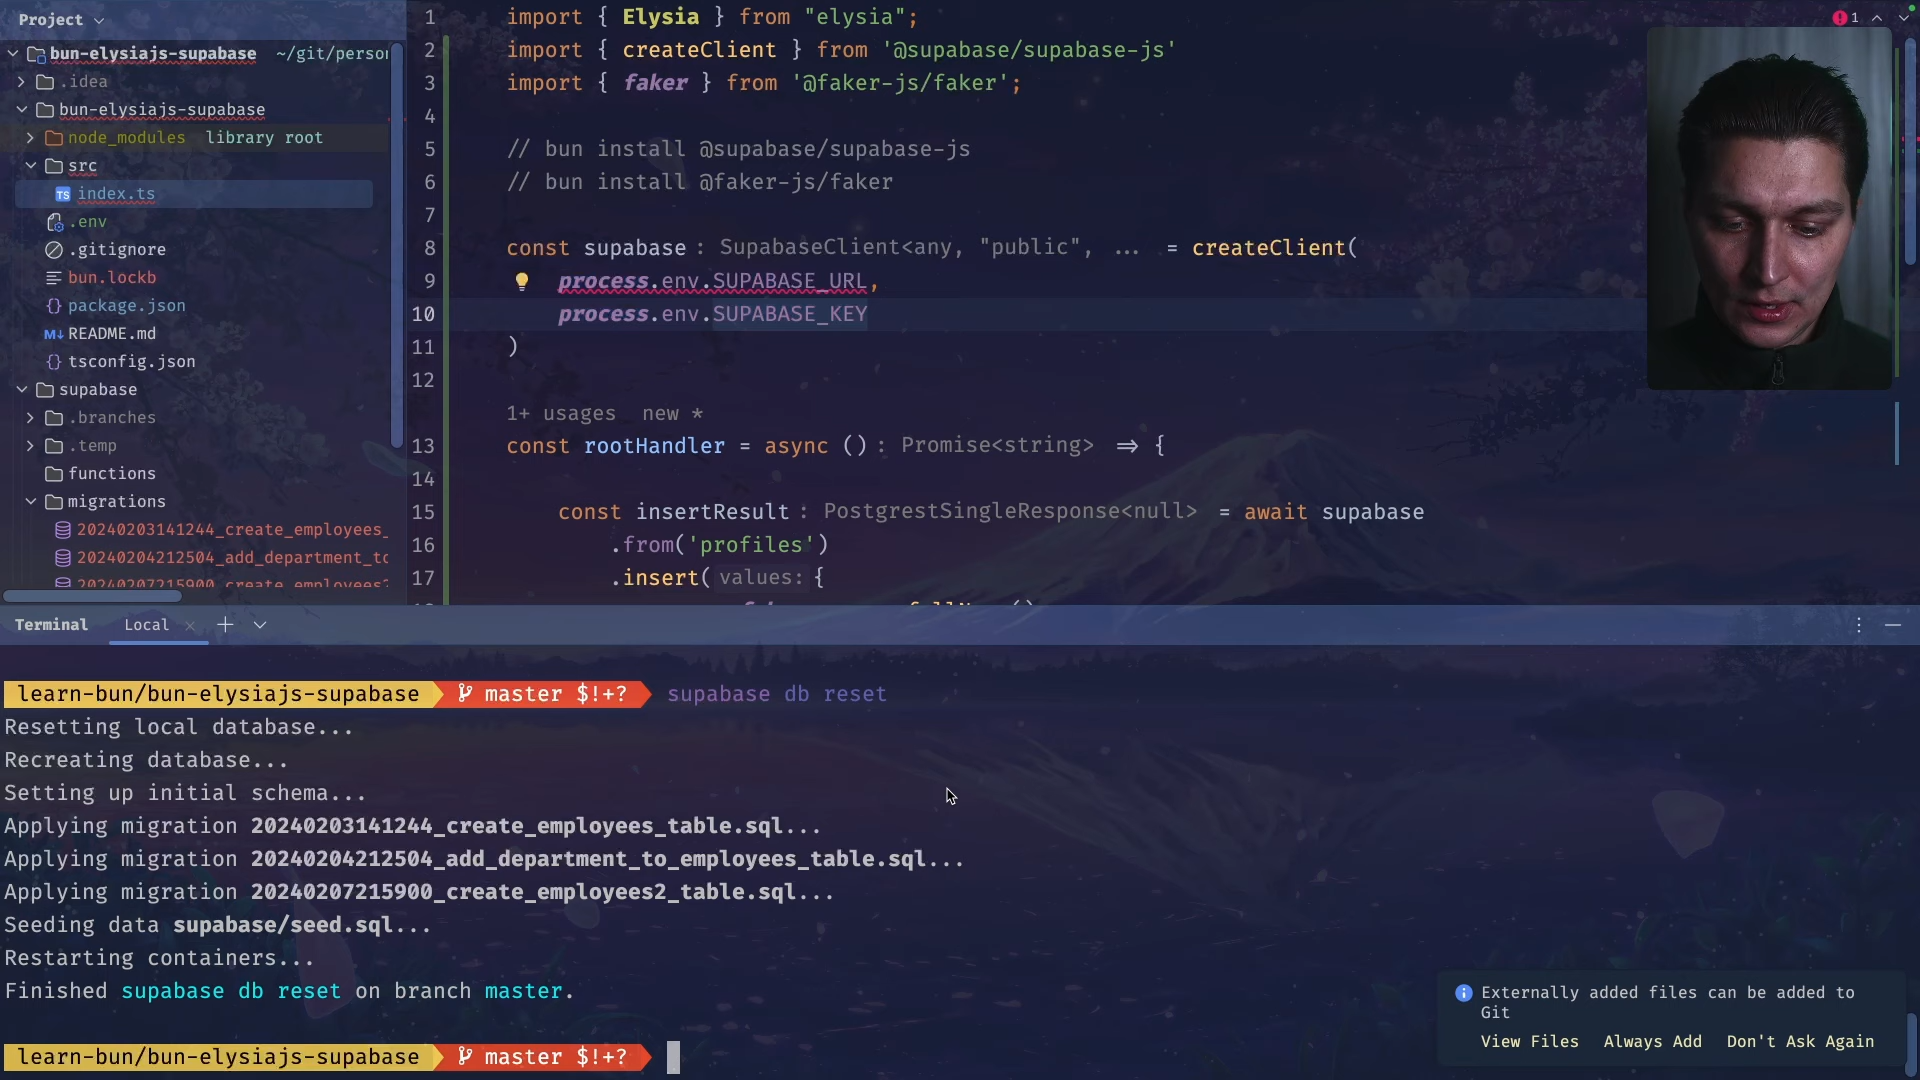 Project
bun-elysiajs-supabase ~/git/person
.idea
bun-elysiajs-supabase
node_modules library root
src
TS index.ts
.env
.gitignore
bun.lockb
{} package.json
M↓ README.md
{} tsconfig.json
supabase
.branches
.temp
functions
migrations
20240203141244_create_employees_
20240204212504_add_department_to
20240207215900_create_employees2
1 import { Elysia } from "elysia";
2 import { createClient } from '@supabase/supabase-js'
3 import { faker } from '@faker-js/faker';
4
5 // bun install @supabase/supabase-js
6 // bun install @faker-js/faker
7
8 const supabase : SupabaseClient<any, "public", ... = createClient(
9 process.env.SUPABASE_URL,
10 process.env.SUPABASE_KEY
11 )
12
1+ usages new *
13 const rootHandler = async () : Promise<string> ⇒ {
14
15 const insertResult : PostgrestSingleResponse<null> = await supabase
16 .from('profiles')
17 .insert( values: {
1
Terminal Local × +
learn-bun/bun-elysiajs-supabase master $!+? supabase db reset
Resetting local database...
Recreating database...
Setting up initial schema...
Applying migration 20240203141244_create_employees_table.sql...
Applying migration 20240204212504_add_department_to_employees_table.sql...
Applying migration 20240207215900_create_employees2_table.sql...
Seeding data supabase/seed.sql...
Restarting containers...
Finished supabase db reset on branch master.
learn-bun/bun-elysiajs-supabase master $!+?
Externally added files can be added to
Git
View Files Always Add Don't Ask Again